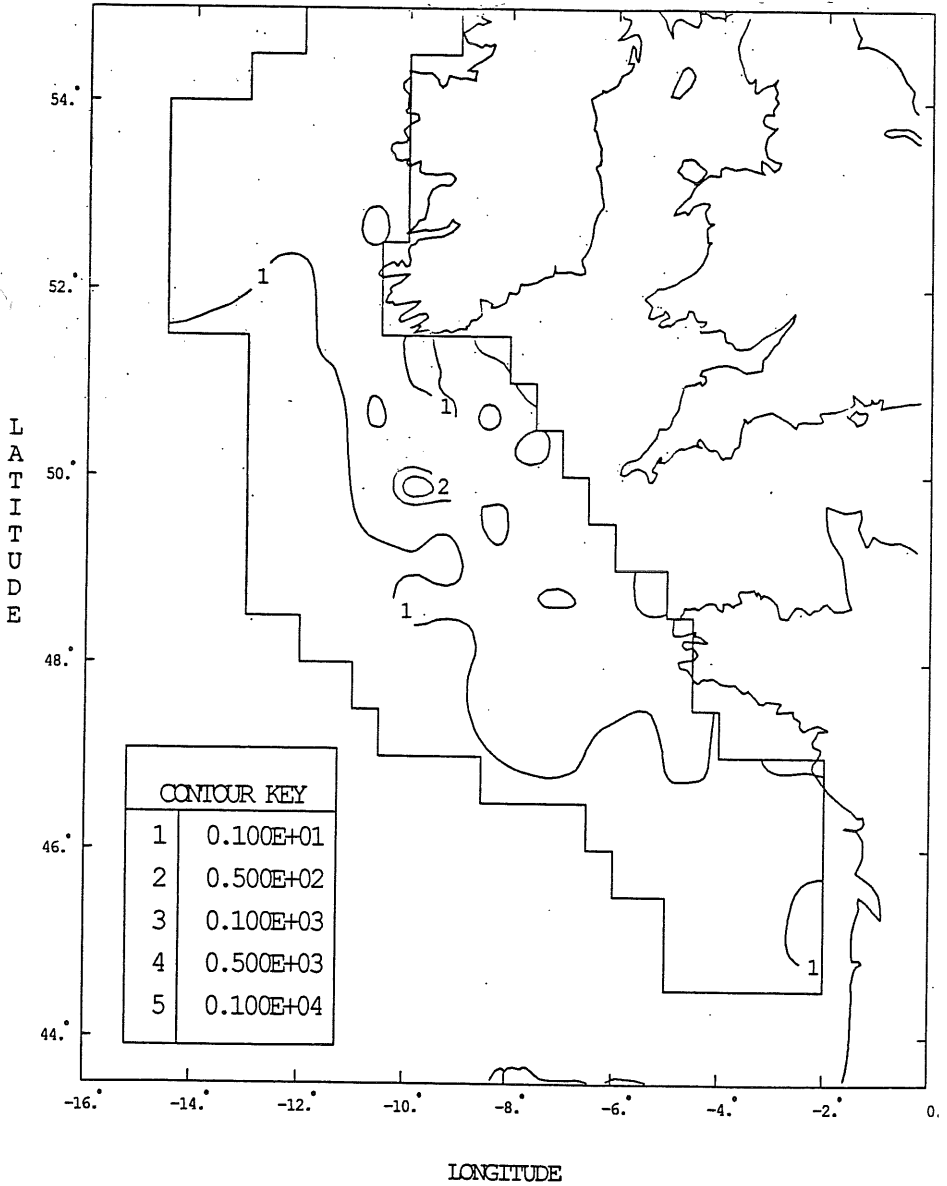 54.°
52.°
50.°
48.°
46.°
44.°
LATITUDE
1
1
2
1
1
CONTOUR KEY
1 0.100E+01
2 0.500E+02
3 0.100E+03
4 0.500E+03
5 0.100E+04
-16.° -14.° -12.° -10.° -8.° -6.° -4.° -2.° 0.
LONGITUDE